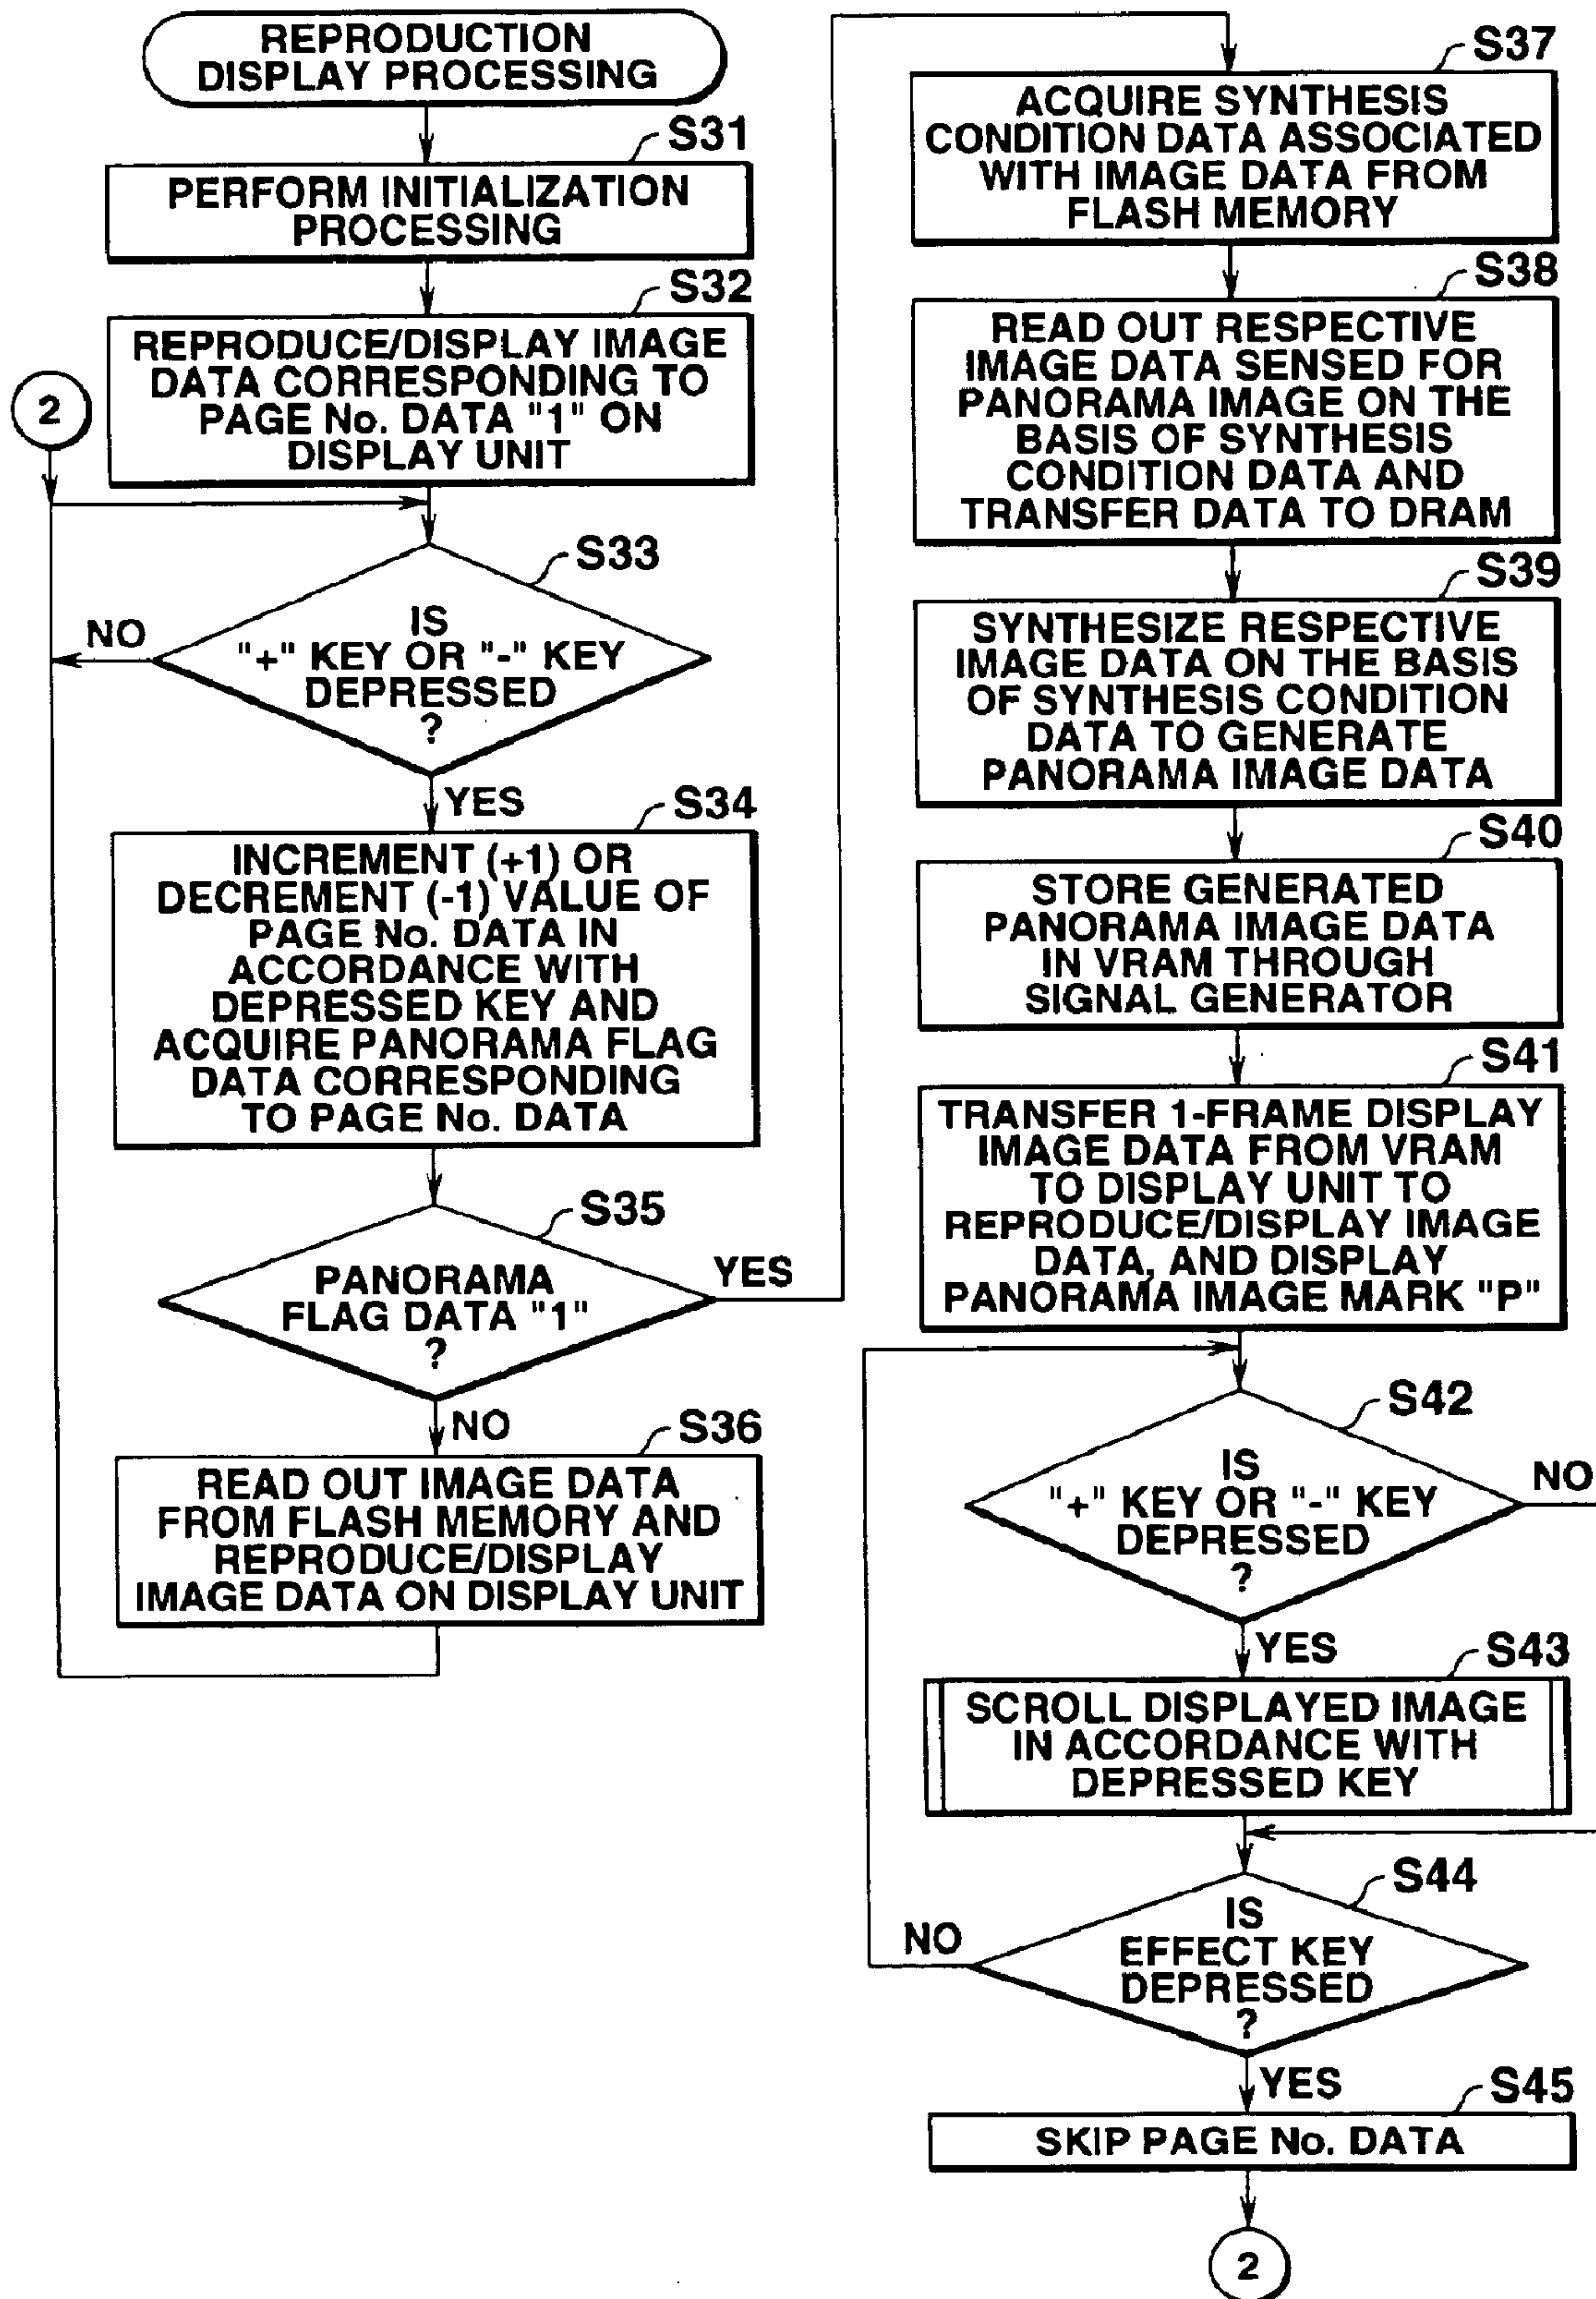 REPRODUCTION
DISPLAY PROCESSING
S31
PERFORM INITIALIZATION
PROCESSING
S32
REPRODUCE/DISPLAY IMAGE
DATA CORRESPONDING TO
PAGE No. DATA "1" ON
DISPLAY UNIT
2
S33
IS
"+" KEY OR "-" KEY
DEPRESSED
?
NO
YES
S34
INCREMENT (+1) OR
DECREMENT (-1) VALUE OF
PAGE No. DATA IN
ACCORDANCE WITH
DEPRESSED KEY AND
ACQUIRE PANORAMA FLAG
DATA CORRESPONDING
TO PAGE No. DATA
S35
PANORAMA
FLAG DATA "1"
?
YES
NO
S36
READ OUT IMAGE DATA
FROM FLASH MEMORY AND
REPRODUCE/DISPLAY
IMAGE DATA ON DISPLAY UNIT
S37
ACQUIRE SYNTHESIS
CONDITION DATA ASSOCIATED
WITH IMAGE DATA FROM
FLASH MEMORY
S38
READ OUT RESPECTIVE
IMAGE DATA SENSED FOR
PANORAMA IMAGE ON THE
BASIS OF SYNTHESIS
CONDITION DATA AND
TRANSFER DATA TO DRAM
S39
SYNTHESIZE RESPECTIVE
IMAGE DATA ON THE BASIS
OF SYNTHESIS CONDITION
DATA TO GENERATE
PANORAMA IMAGE DATA
S40
STORE GENERATED
PANORAMA IMAGE DATA
IN VRAM THROUGH
SIGNAL GENERATOR
S41
TRANSFER 1-FRAME DISPLAY
IMAGE DATA FROM VRAM
TO DISPLAY UNIT TO
REPRODUCE/DISPLAY IMAGE
DATA, AND DISPLAY
PANORAMA IMAGE MARK "P"
S42
IS
"+" KEY OR "-" KEY
DEPRESSED
?
NO
YES
S43
SCROLL DISPLAYED IMAGE
IN ACCORDANCE WITH
DEPRESSED KEY
S44
IS
EFFECT KEY
DEPRESSED
?
NO
YES
S45
SKIP PAGE No. DATA
2